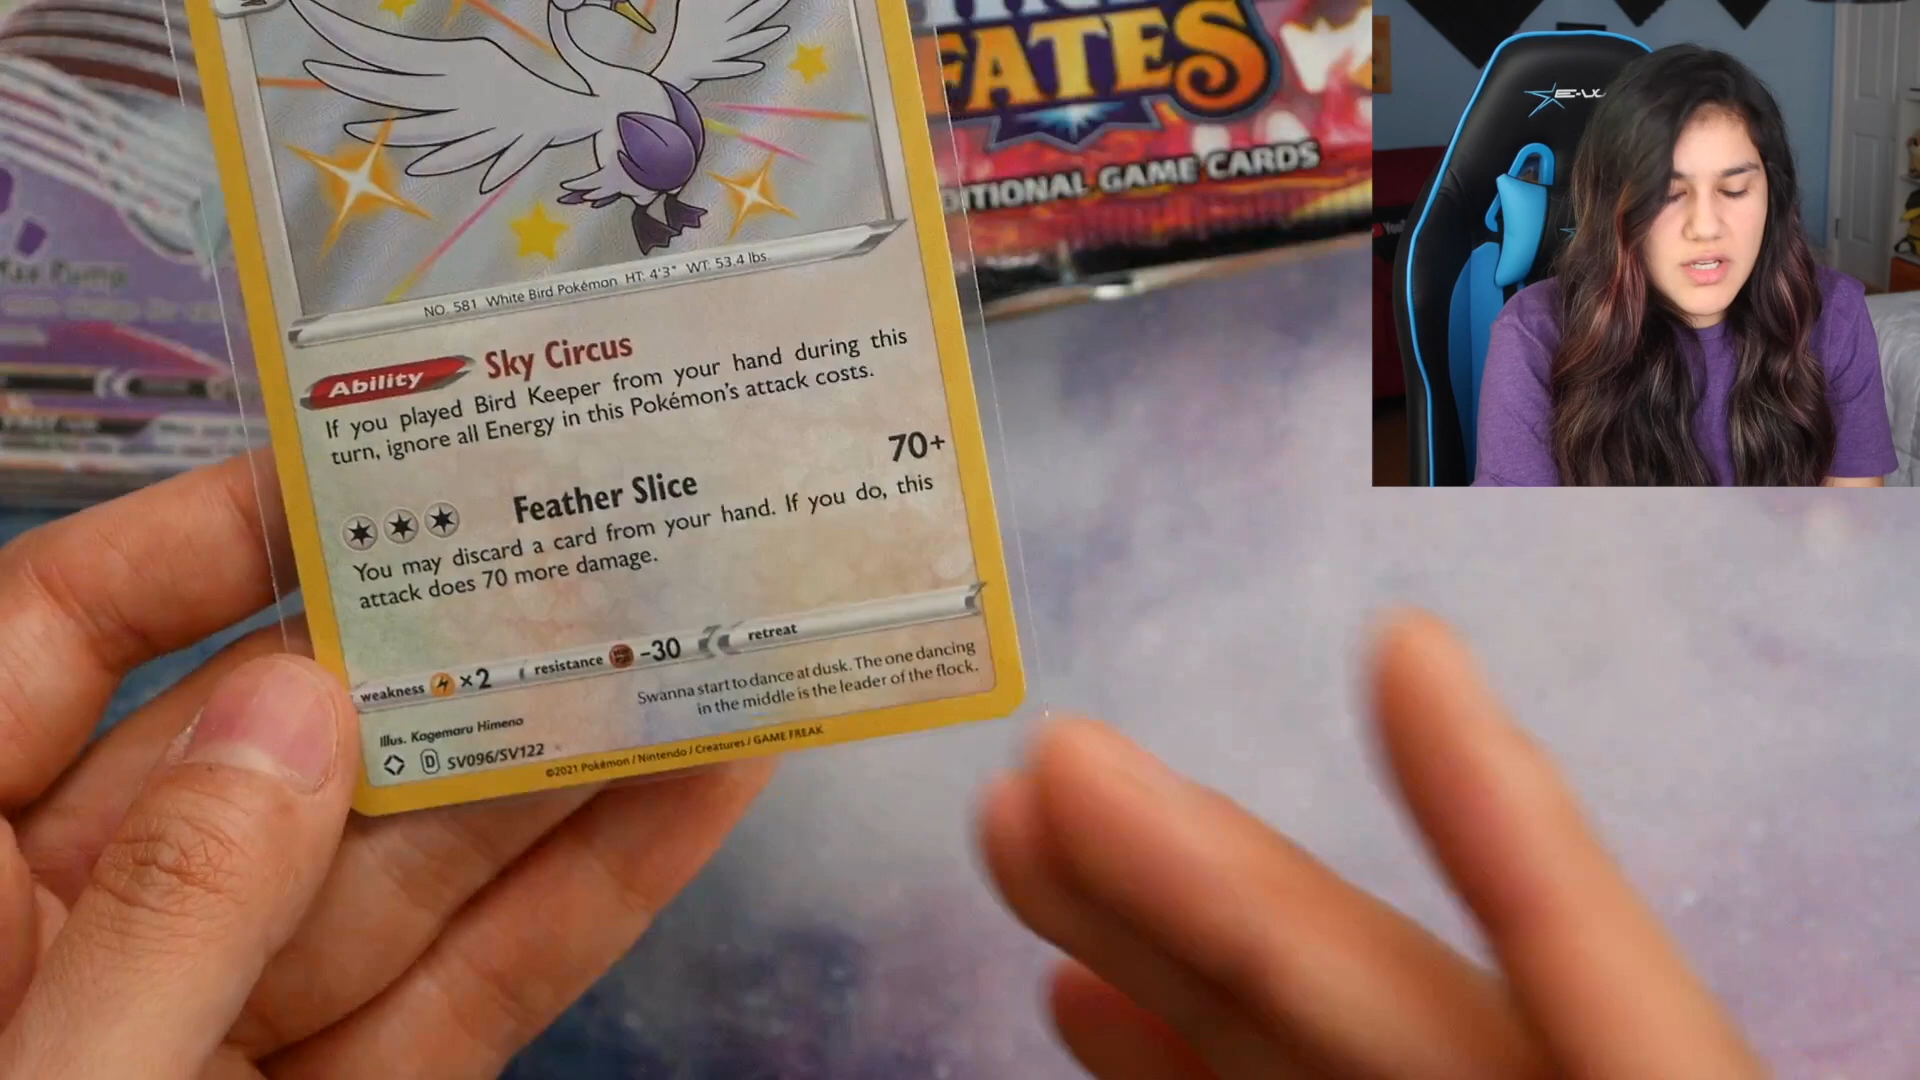 FATES
DITIONAL GAME CARDS
NO. 581 White Bird Pokémon HT: 4'3" WT: 53.4 lbs.
Ability Sky Circus
If you played Bird Keeper from your hand during this
turn, ignore all Energy in this Pokémon's attack costs.
Feather Slice 70+
You may discard a card from your hand. If you do, this
attack does 70 more damage.
weakness ×2 resistance -30 retreat
Swanna start to dance at dusk. The one dancing
in the middle is the leader of the flock.
Illus. Kagemaru Himeno
D SV096/SV122
©2021 Pokémon / Nintendo / Creatures / GAME FREAK